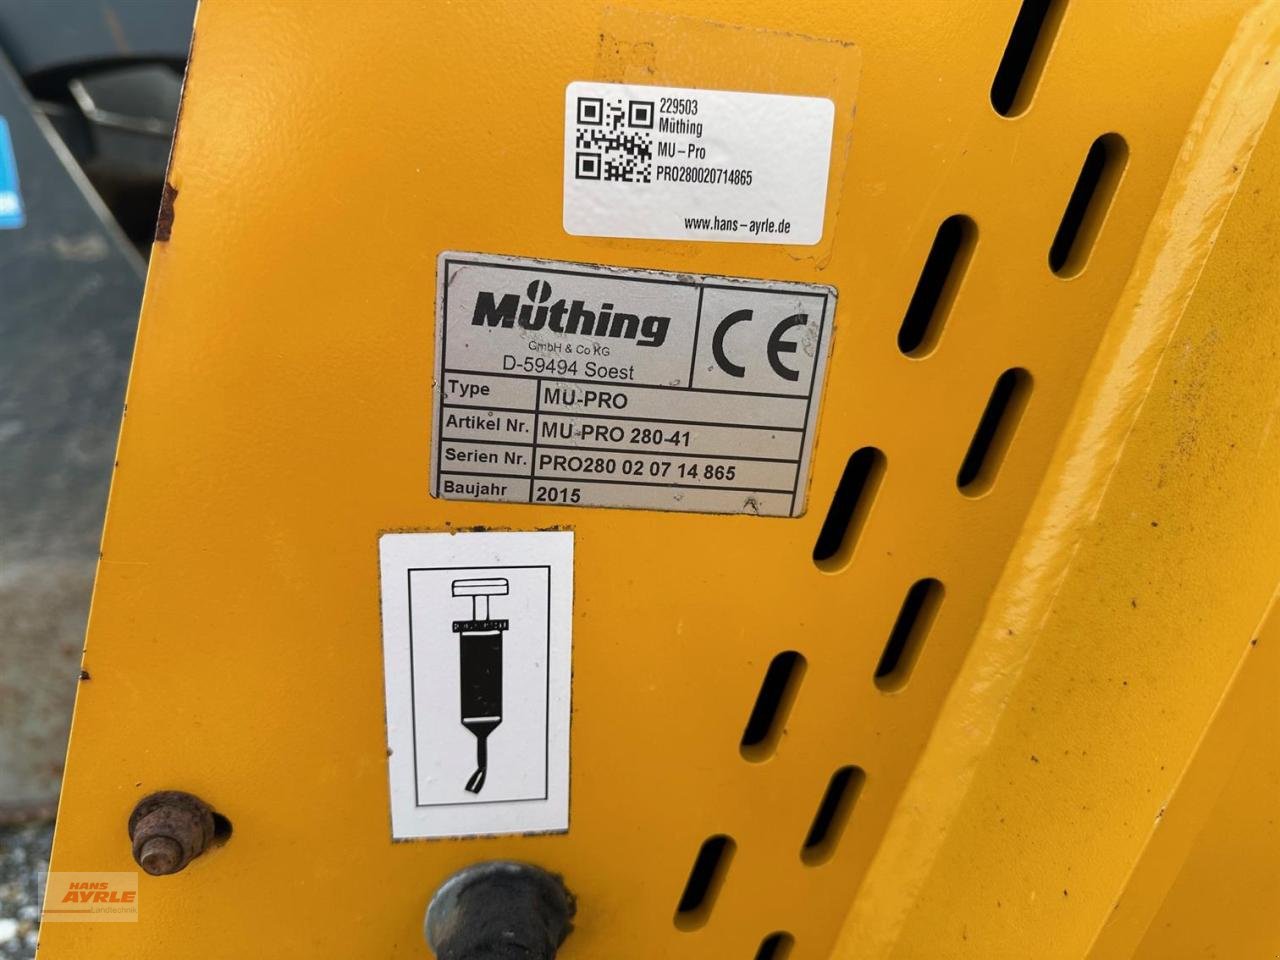 229503
Müthing
MU-Pro
PRO280020714865
www.hans-ayrle.de
Müthing
GmbH & Co KG
D-59494 Soest
CE
Type MU-PRO
Artikel Nr. MU-PRO 280-41
Serien Nr. PRO280 02 07 14 865
Baujahr 2015
HANS
AYRLE
Landtechnik